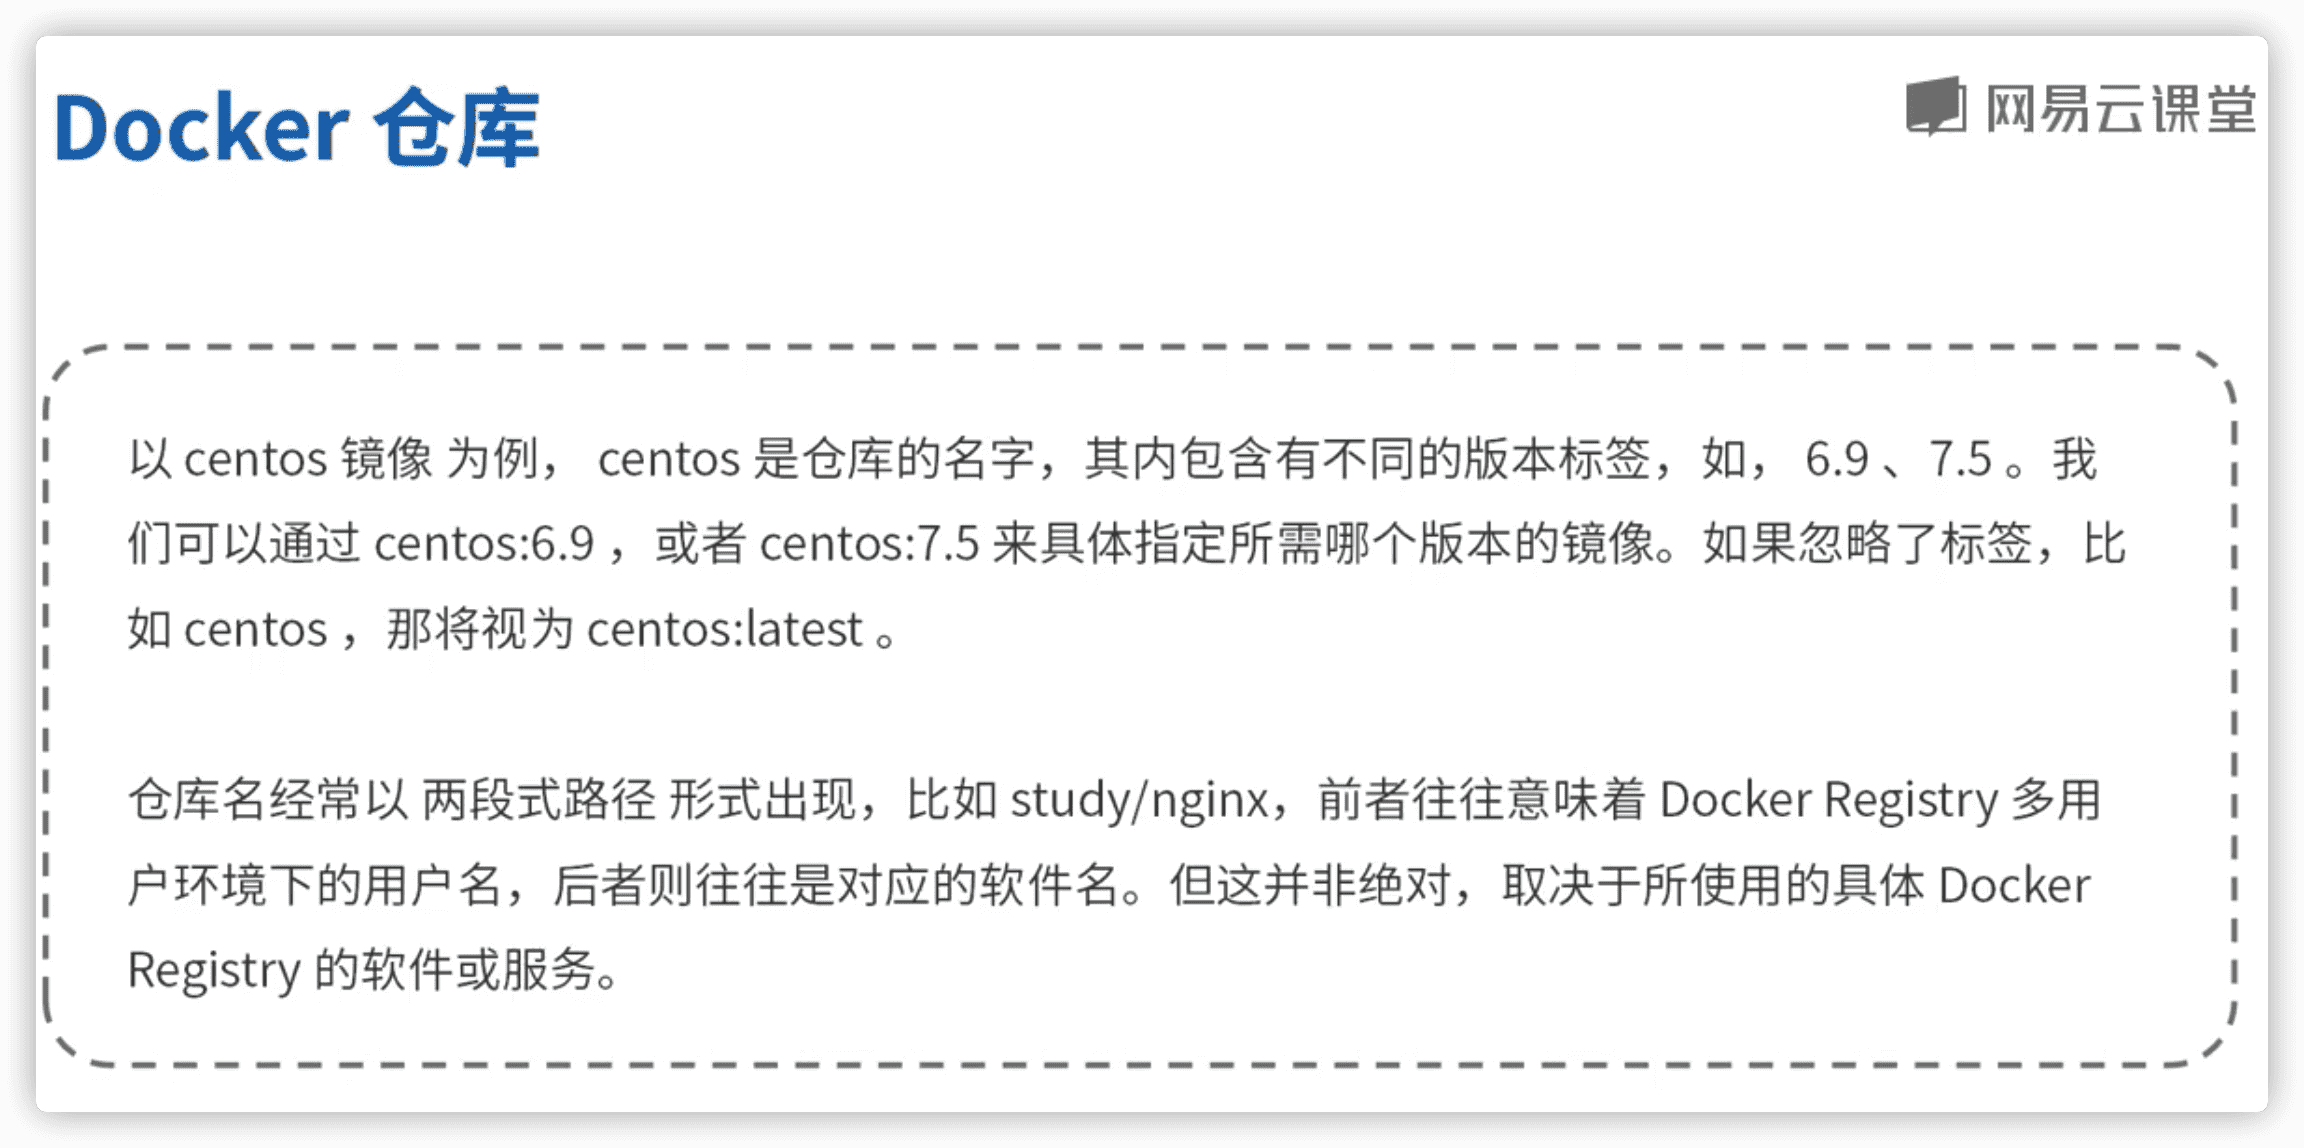 Docker 仓库
网易云课堂
以 centos 镜像 为例， centos 是仓库的名字，其内包含有不同的版本标签，如， 6.9 、7.5 。我
们可以通过 centos:6.9 ，或者 centos:7.5 来具体指定所需哪个版本的镜像。如果忽略了标签，比
如 centos ，那将视为 centos:latest 。
仓库名经常以 两段式路径 形式出现，比如 study/nginx，前者往往意味着 Docker Registry 多用
户环境下的用户名，后者则往往是对应的软件名。但这并非绝对，取决于所使用的具体 Docker
Registry 的软件或服务。